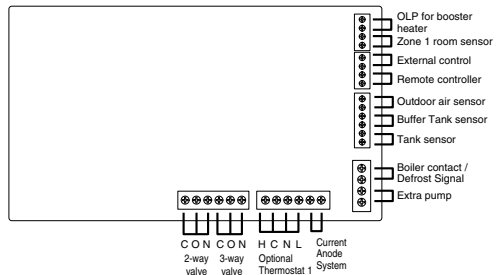 OLP for booster
heater
Zone 1 room sensor
External control
Remote controller
Outdoor air sensor
Buffer Tank sensor
Tank sensor
Boiler contact /
Defrost Signal
Extra pump
C O N C O N H C N L
2-way
valve
3-way
valve
Optional
Thermostat 1
Current
Anode
System